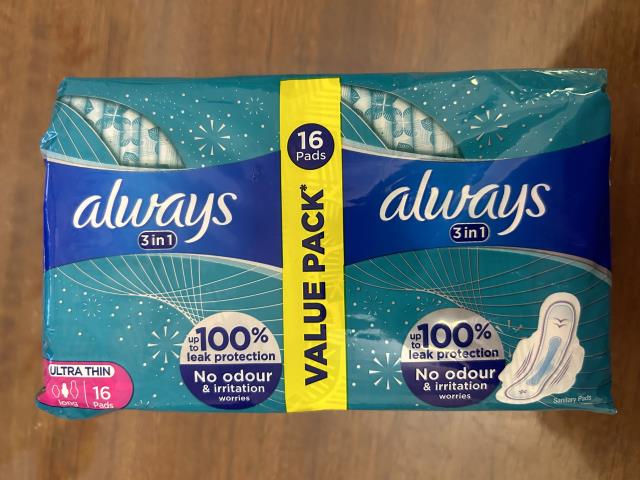 always
3 in 1
up to 100%
leak protection
No odour
& irritation
worries
ULTRA THIN
long
16
Pads
16
Pads
VALUE PACK*
always
3 in 1
up to 100%
leak protection
No odour
& irritation
worries
Sanitary Pads